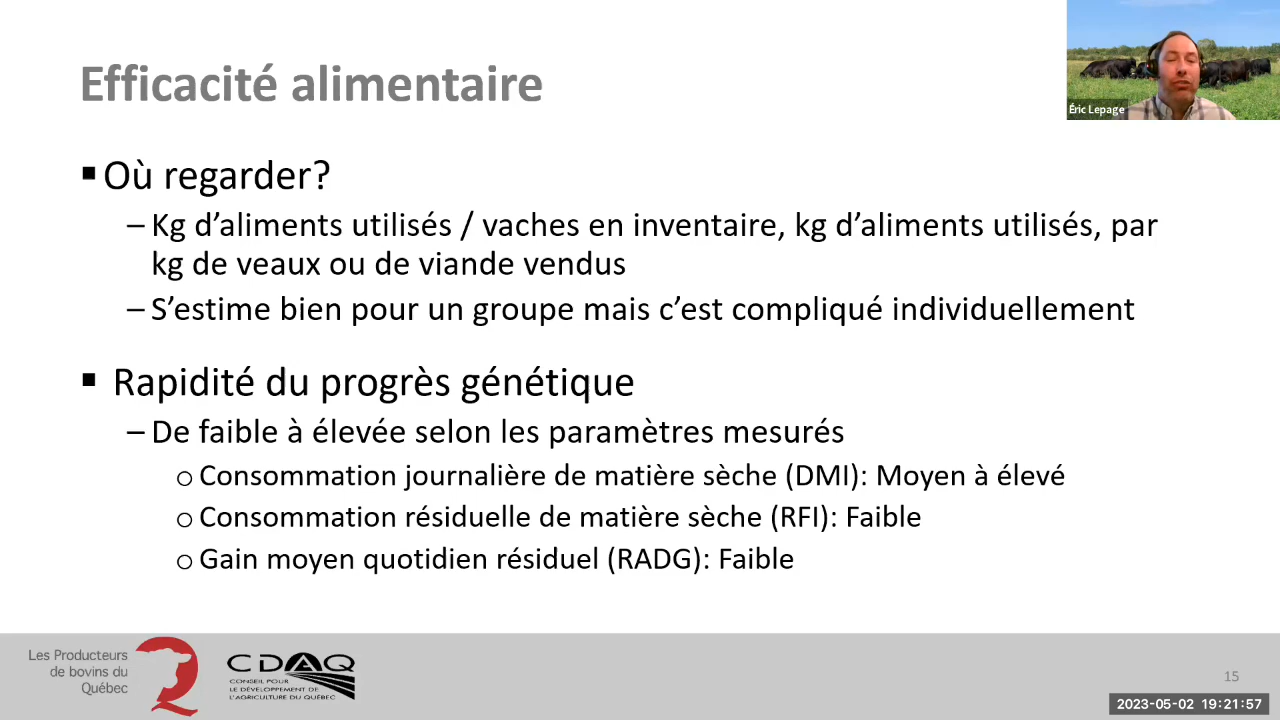 Efficacité alimentaire
Éric Lepage
▪ Où regarder?
– Kg d’aliments utilisés / vaches en inventaire, kg d’aliments utilisés, par
kg de veaux ou de viande vendus
– S’estime bien pour un groupe mais c’est compliqué individuellement
▪ Rapidité du progrès génétique
– De faible à élevée selon les paramètres mesurés
o Consommation journalière de matière sèche (DMI): Moyen à élevé
o Consommation résiduelle de matière sèche (RFI): Faible
o Gain moyen quotidien résiduel (RADG): Faible
Les Producteurs
de bovins du
Québec
CDAQ
CONSEIL POUR
LE DÉVELOPPEMENT DE
L'AGRICULTURE DU QUÉBEC
15
2023-05-02 19:21:57